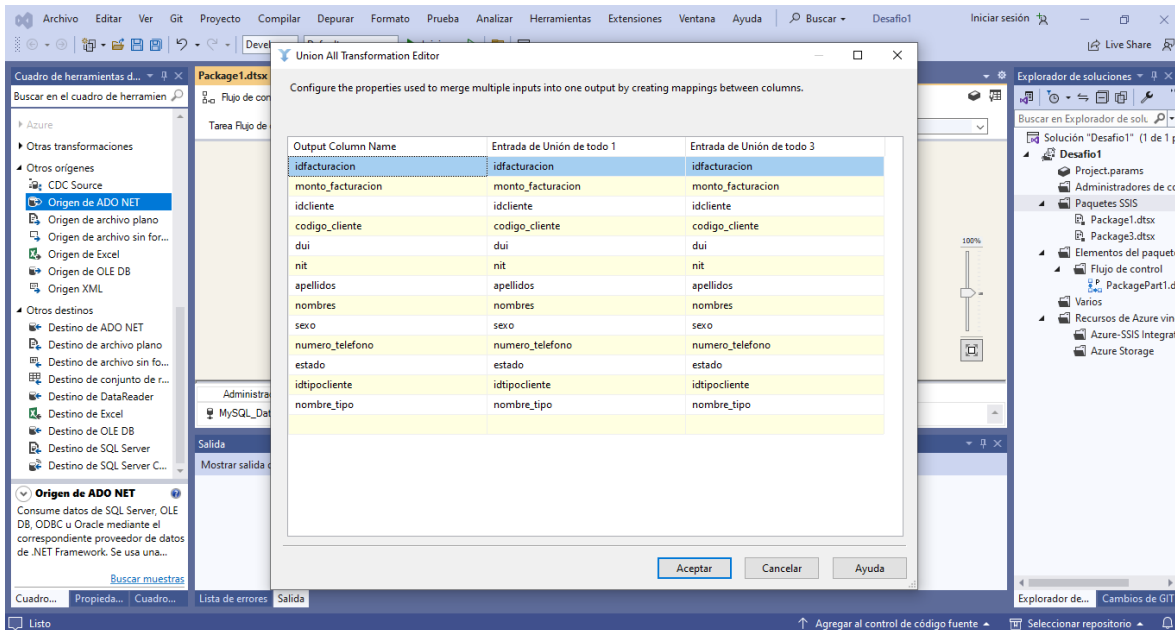 Archivo Editar Ver Git Proyecto Compilar Depurar Formato Prueba Analizar Herramientas Extensiones Ventana Ayuda Buscar Desafio1 Iniciar sesión
Live Share
Cuadro de herramientas d...
Buscar en el cuadro de herramien
Azure
Otras transformaciones
Otros orígenes
CDC Source
Origen de ADO NET
Origen de archivo plano
Origen de archivo sin for...
Origen de Excel
Origen de OLE DB
Origen XML
Otros destinos
Destino de ADO NET
Destino de archivo plano
Destino de archivo sin fo...
Destino de conjunto de r...
Destino de DataReader
Destino de Excel
Destino de OLE DB
Destino de SQL Server
Destino de SQL Server C...
Origen de ADO NET
Consume datos de SQL Server, OLE
DB, ODBC u Oracle mediante el
correspondiente proveedor de datos
de .NET Framework. Se usa una...
Buscar muestras
Cuadro... Propieda... Cuadro...
Package1.dtsx
Flujo de con
Tarea Flujo de
100%
Administra
MySQL_Dat
Salida
Mostrar salida
Lista de errores Salida
Union All Transformation Editor
Configure the properties used to merge multiple inputs into one output by creating mappings between columns.
Output Column Name Entrada de Unión de todo 1 Entrada de Unión de todo 3
idfacturacion idfacturacion idfacturacion
monto_facturacion monto_facturacion monto_facturacion
idcliente idcliente idcliente
codigo_cliente codigo_cliente codigo_cliente
dui dui dui
nit nit nit
apellidos apellidos apellidos
nombres nombres nombres
sexo sexo sexo
numero_telefono numero_telefono numero_telefono
estado estado estado
idtipocliente idtipocliente idtipocliente
nombre_tipo nombre_tipo nombre_tipo
Aceptar Cancelar Ayuda
Explorador de soluciones
Buscar en Explorador de solu
Solución "Desafio1" (1 de 1 p
Desafio1
Project.params
Administradores de co
Paquetes SSIS
Package1.dtsx
Package3.dtsx
Elementos del paquet
Flujo de control
PackagePart1.d
Varios
Recursos de Azure vin
Azure-SSIS Integrat
Azure Storage
Explorador de... Cambios de GIT
Listo Agregar al control de código fuente Seleccionar repositorio